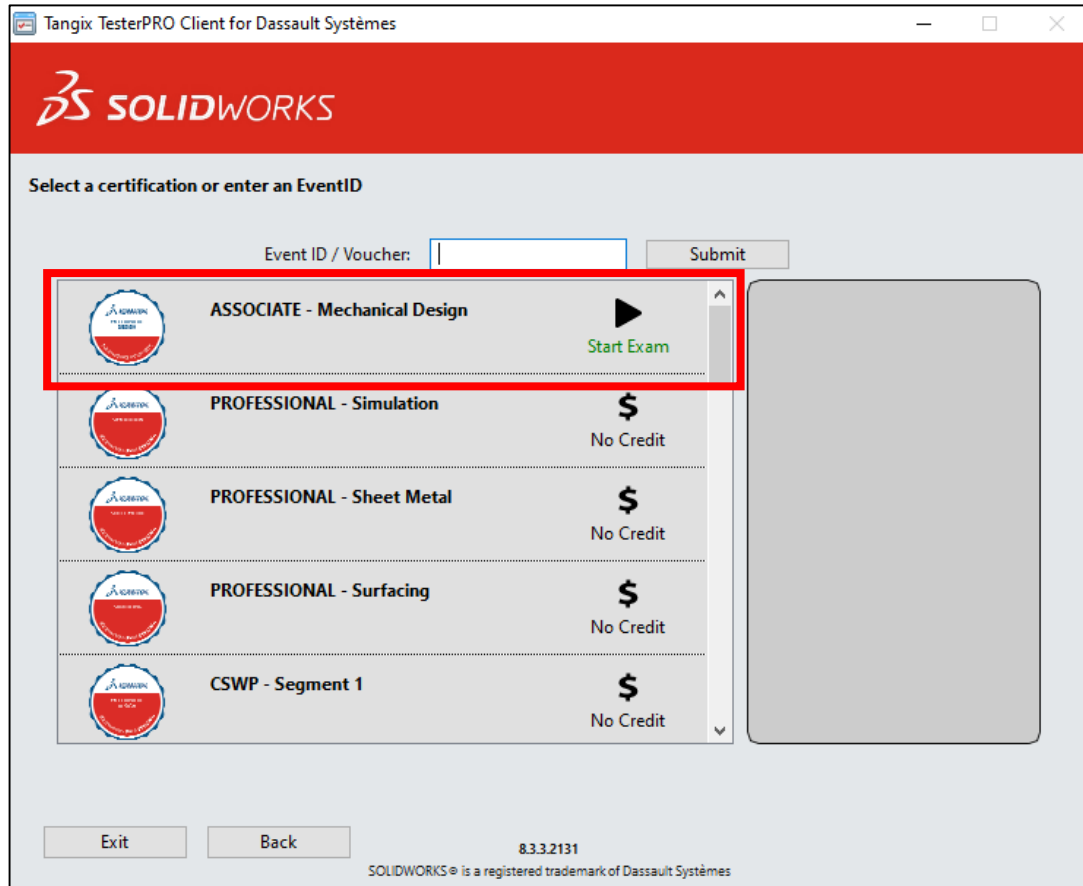 Tangix TesterPRO Client for Dassault Systèmes
3DS SOLIDWORKS
Select a certification or enter an EventID
Event ID / Voucher:
Submit
ASSOCIATE - Mechanical Design
Start Exam
PROFESSIONAL - Simulation
$
No Credit
PROFESSIONAL - Sheet Metal
$
No Credit
PROFESSIONAL - Surfacing
$
No Credit
CSWP - Segment 1
$
No Credit
Exit
Back
8.3.3.2131
SOLIDWORKS® is a registered trademark of Dassault Systèmes